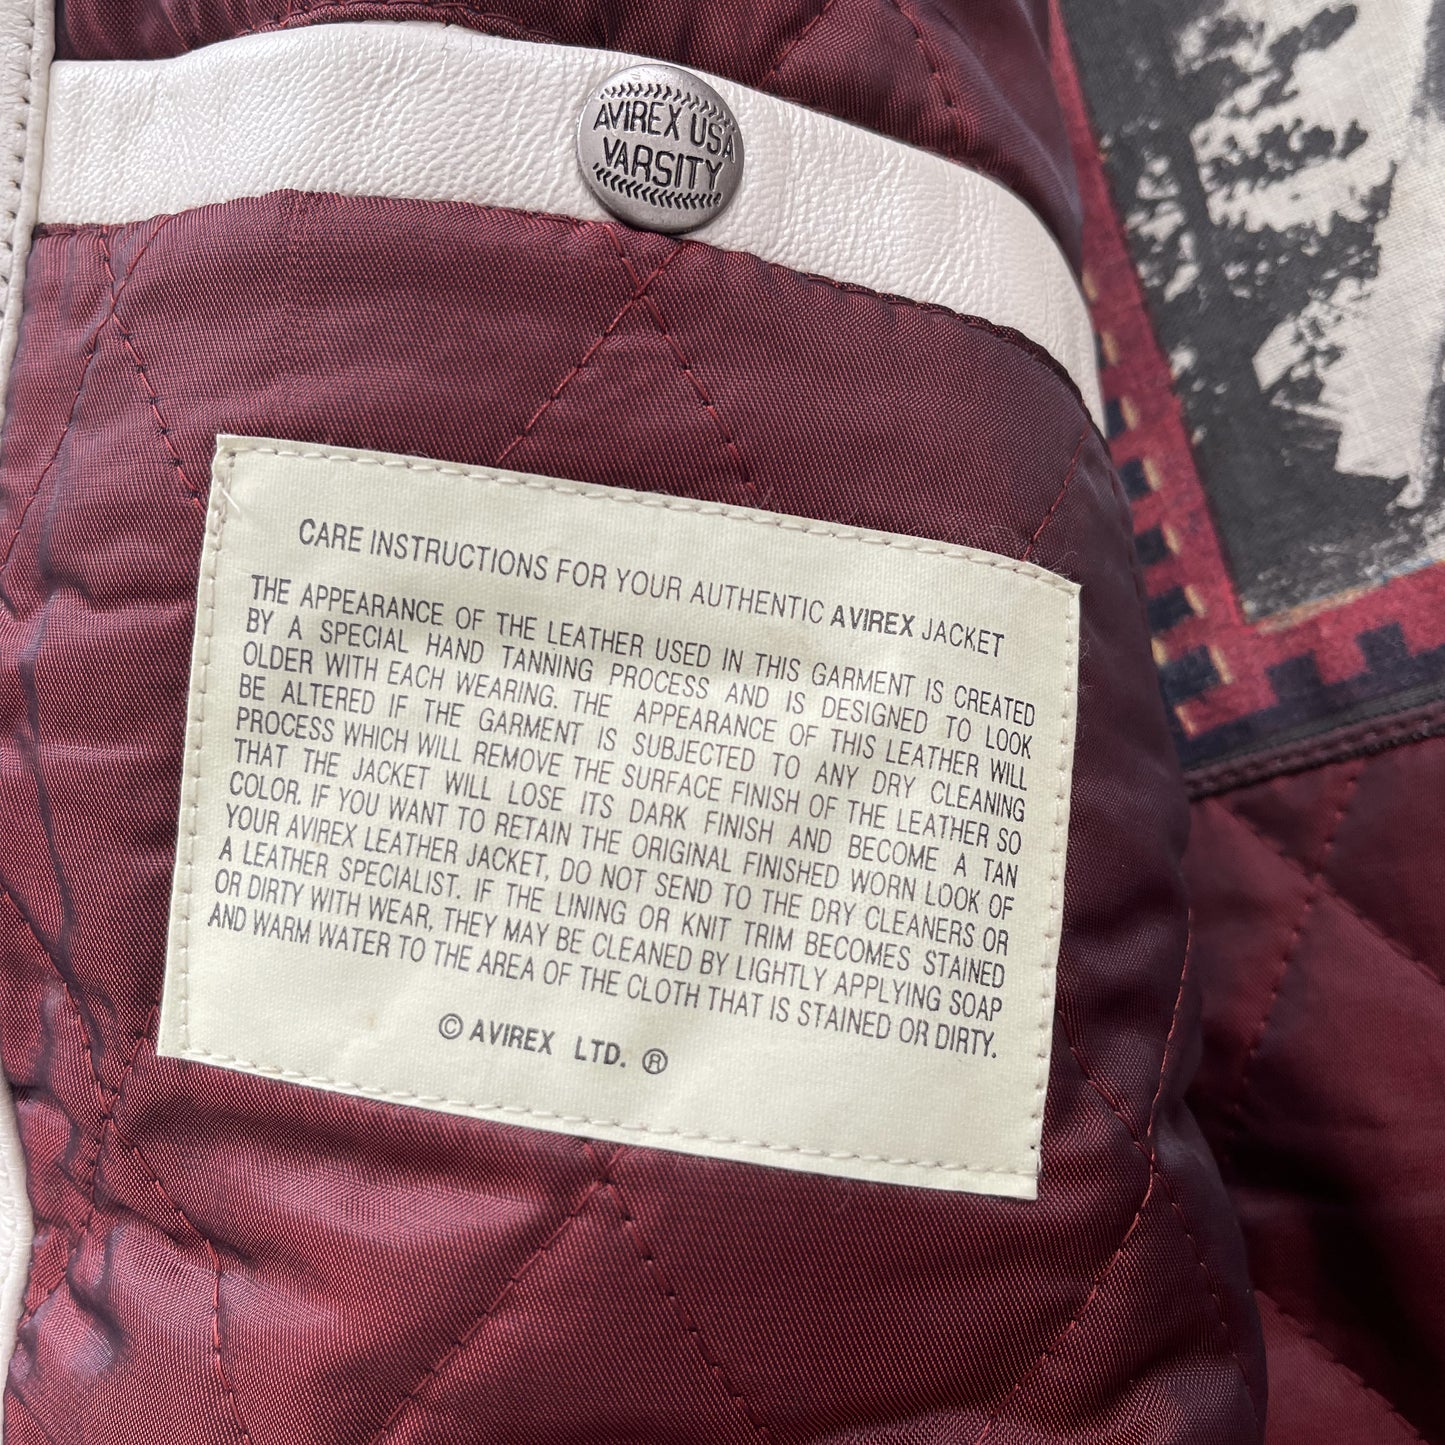 AVIREX USA
VARSITY
CARE INSTRUCTIONS FOR YOUR AUTHENTIC AVIREX JACKET
THE APPEARANCE OF THE LEATHER USED IN THIS GARMENT IS CREATED
BY A SPECIAL HAND TANNING PROCESS AND IS DESIGNED TO LOOK
OLDER WITH EACH WEARING. THE APPEARANCE OF THIS LEATHER WILL
BE ALTERED IF THE GARMENT IS SUBJECTED TO ANY DRY CLEANING
PROCESS WHICH WILL REMOVE THE SURFACE FINISH OF THE LEATHER SO
THAT THE JACKET WILL LOSE ITS DARK FINISH AND BECOME A TAN
COLOR. IF YOU WANT TO RETAIN THE ORIGINAL FINISHED WORN LOOK OF
YOUR AVIREX LEATHER JACKET, DO NOT SEND TO THE DRY CLEANERS OR
A LEATHER SPECIALIST. IF THE LINING OR KNIT TRIM BECOMES STAINED
OR DIRTY WITH WEAR, THEY MAY BE CLEANED BY LIGHTLY APPLYING SOAP
AND WARM WATER TO THE AREA OF THE CLOTH THAT IS STAINED OR DIRTY.
© AVIREX LTD. ®